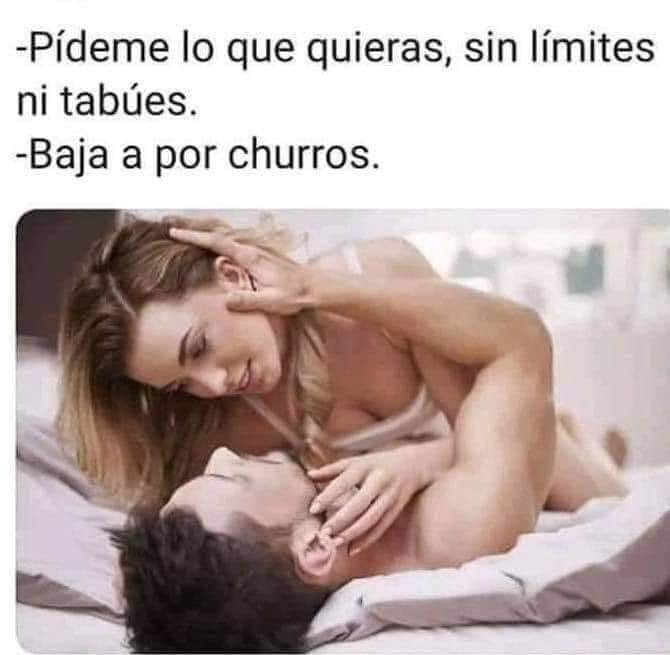 -Pídeme lo que quieras, sin límites
ni tabúes.
-Baja a por churros.